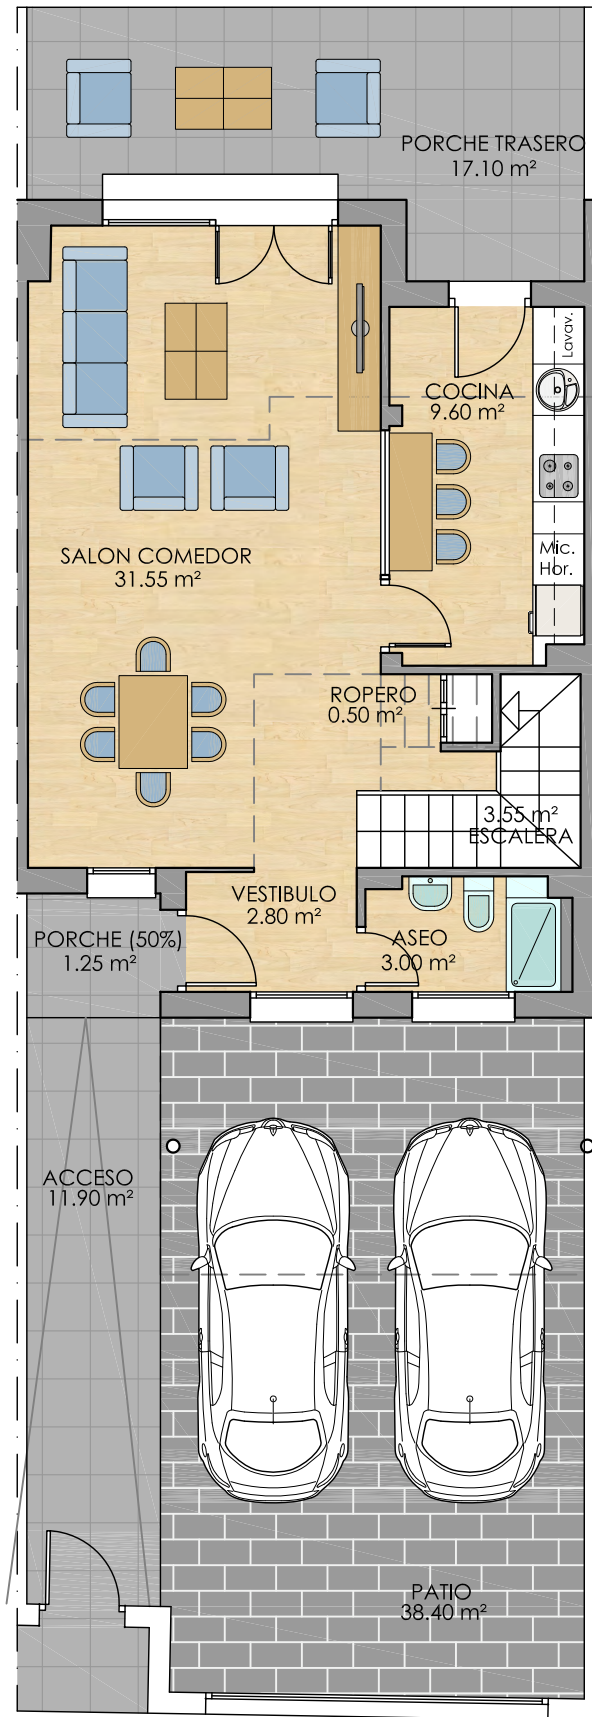 PORCHE TRASERO
17.10 m²
Lavav.
COCINA
9.60 m²
Mic.
Hor.
SALON COMEDOR
31.55 m²
ROPERO
0.50 m²
3.55 m²
ESCALERA
VESTIBULO
2.80 m²
PORCHE (50%)
1.25 m²
ASEO
3.00 m²
ACCESO
11.90 m²
PATIO
38.40 m²